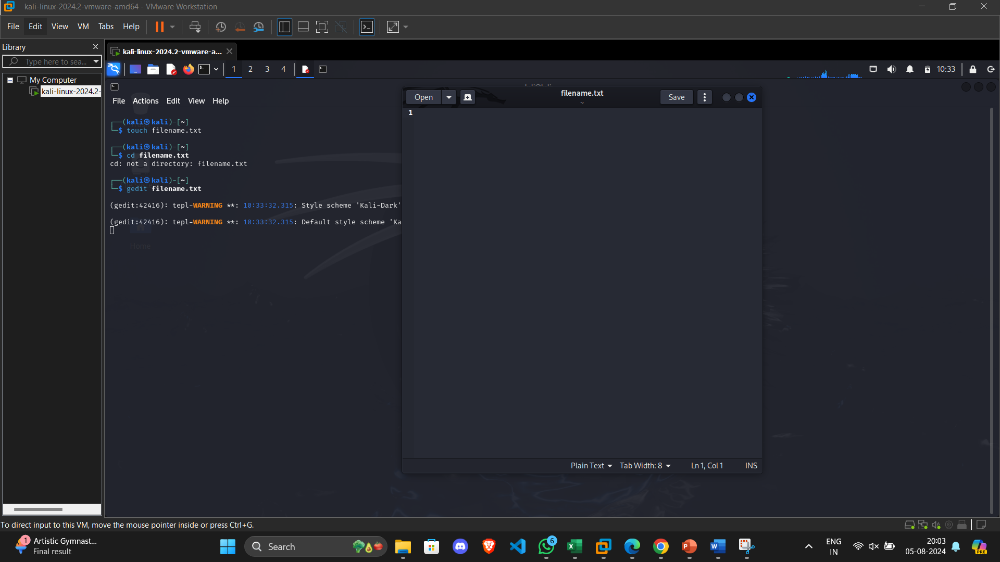 kali-linux-2024.2-vmware-amd64 - VMware Workstation
File Edit View VM Tabs Help
Library
Type here to sea...
My Computer
kali-linux-2024.2-
kali-linux-2024.2-vmware-a...
1 2 3 4
10:33
File Actions Edit View Help
┌──(kali㉿kali)-[~]
└─$ touch filename.txt
┌──(kali㉿kali)-[~]
└─$ cd filename.txt
cd: not a directory: filename.txt
┌──(kali㉿kali)-[~]
└─$ gedit filename.txt
(gedit:42416): tepl-WARNING **: 10:33:32.315: Style scheme 'Kali-Dark'
(gedit:42416): tepl-WARNING **: 10:33:32.315: Default style scheme 'Ka
Home
Open
filename.txt
~
Save
1
Plain Text Tab Width: 8 Ln 1, Col 1 INS
To direct input to this VM, move the mouse pointer inside or press Ctrl+G.
1
Artistic Gymnast...
Final result
Search
6
ENG
IN
20:03
05-08-2024
PRE